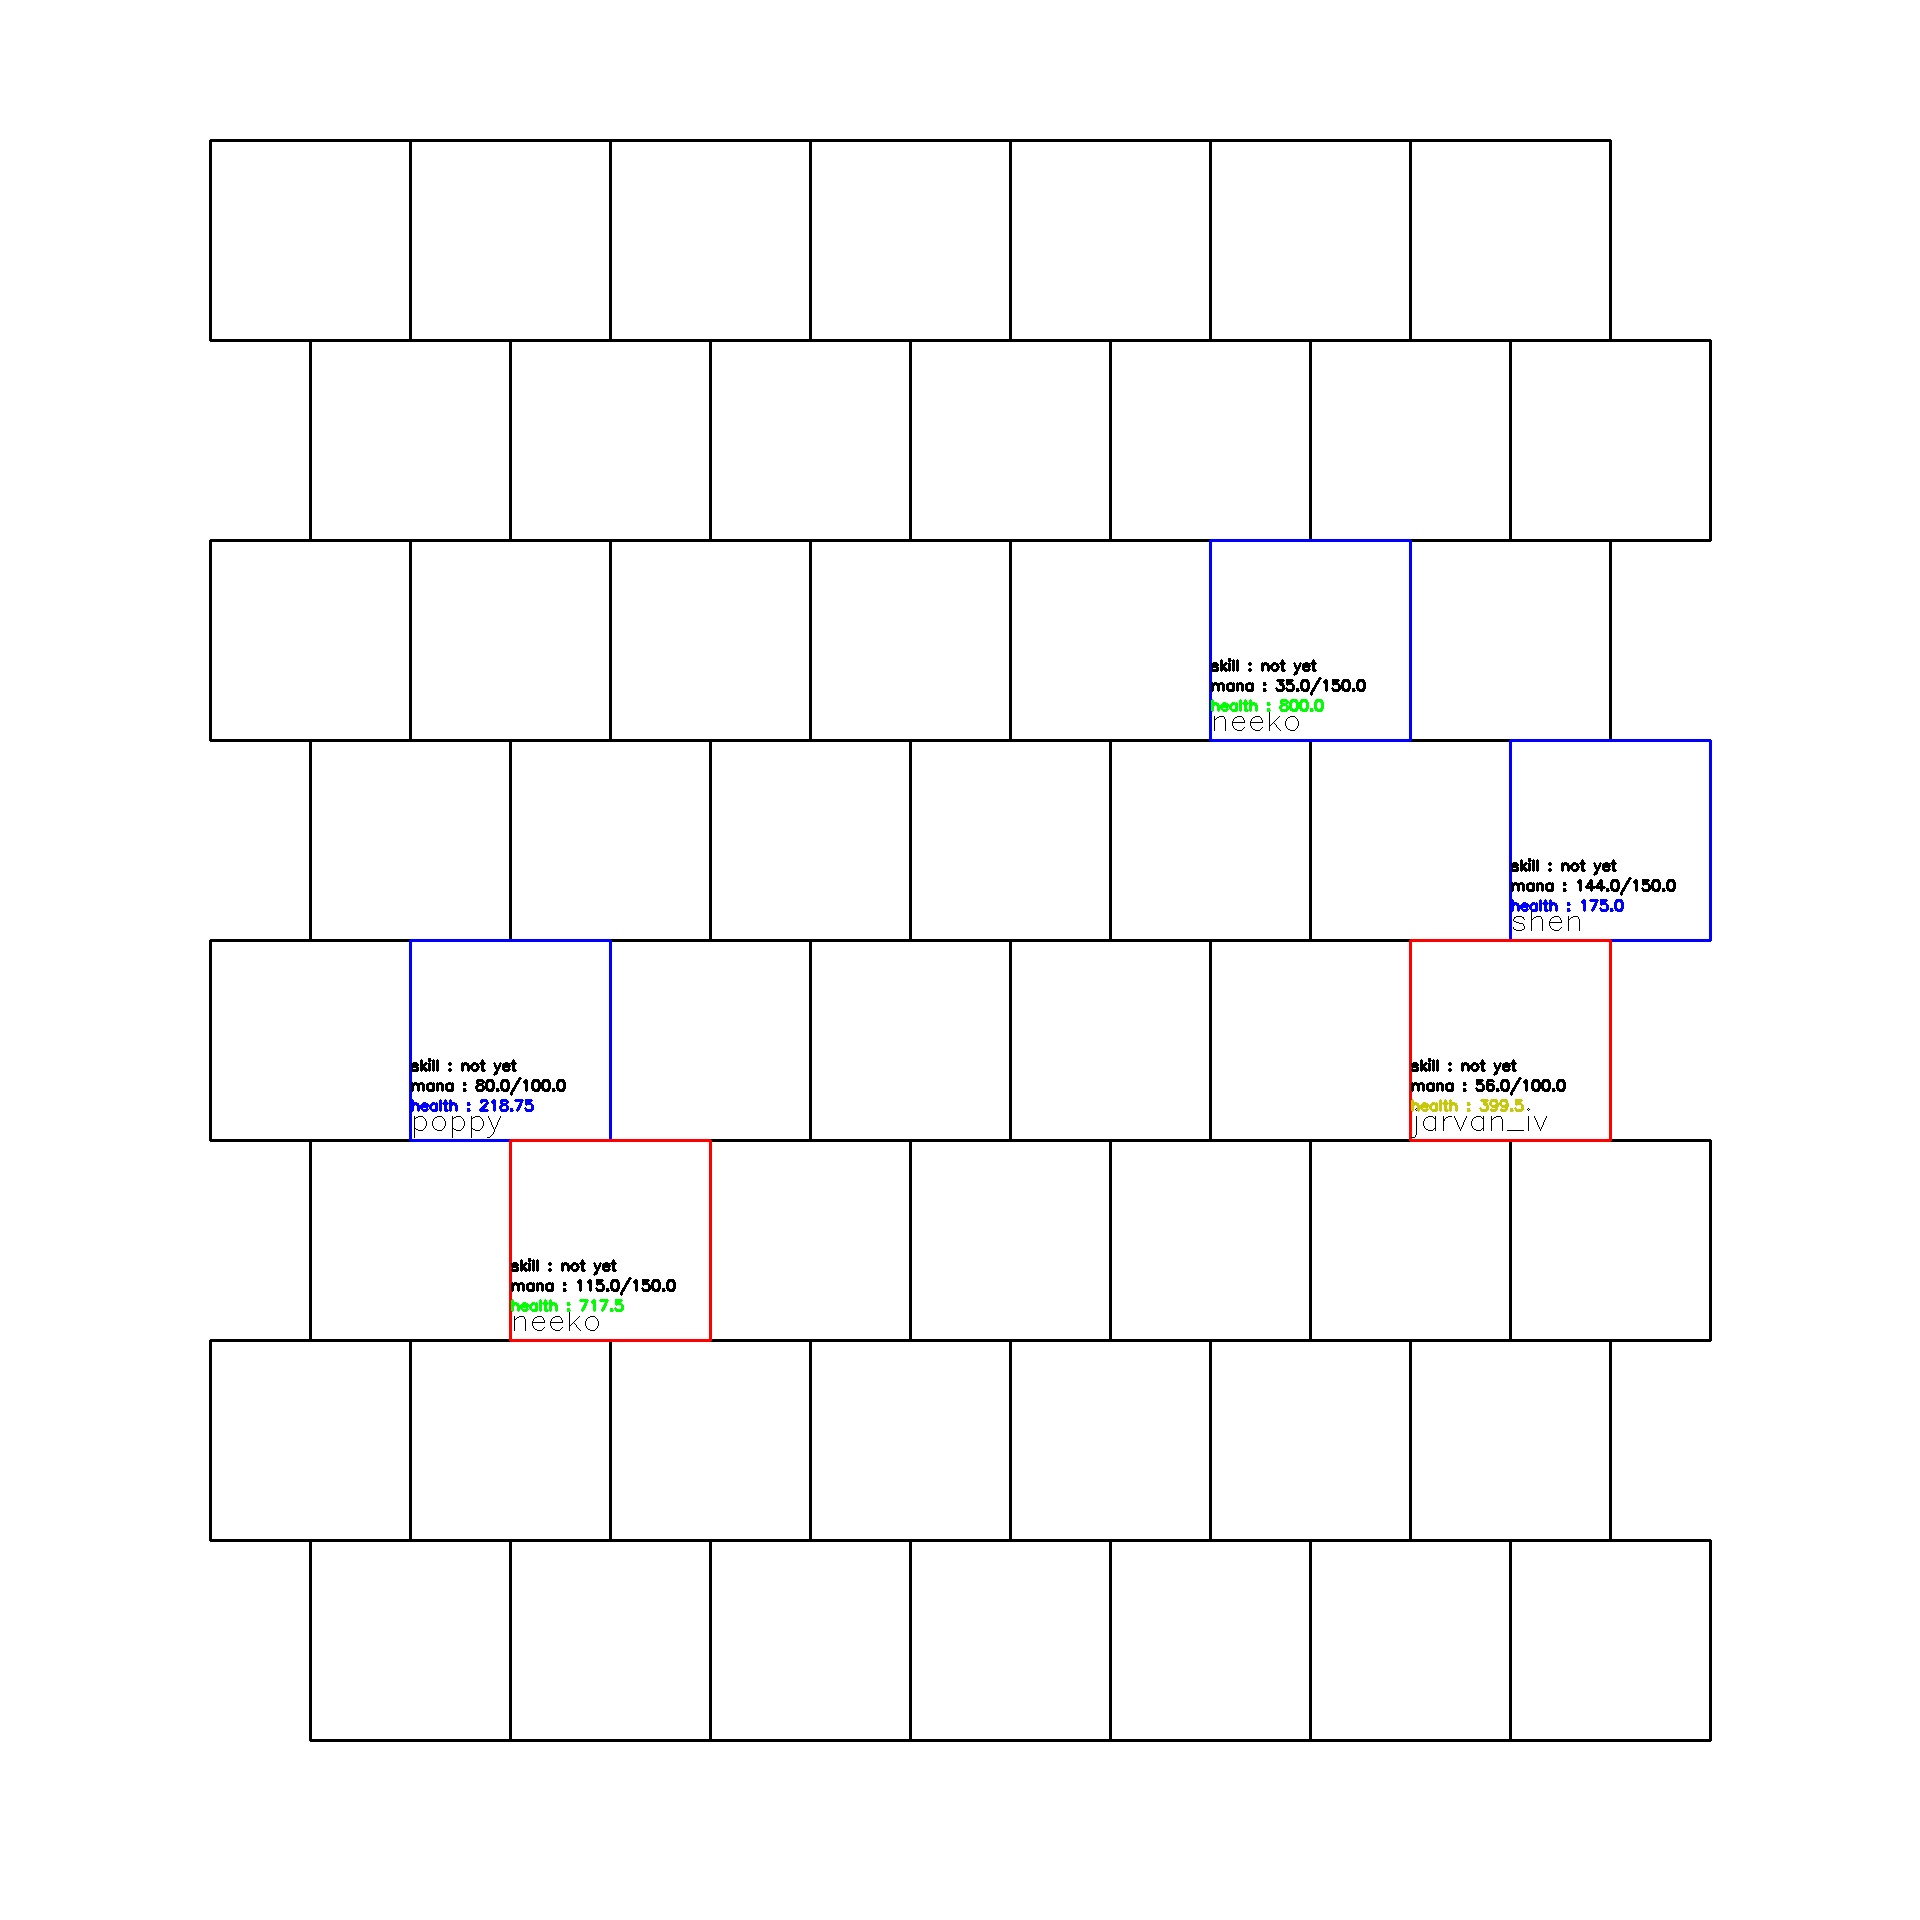 skill : not yet
mana : 35.0/150.0
health : 800.0
neeko
skill : not yet
mana : 144.0/150.0
health : 175.0
shen
skill : not yet
mana : 80.0/100.0
health : 218.75
poppy
skill : not yet
mana : 56.0/100.0
health : 399.5
jarvan_iv
skill : not yet
mana : 115.0/150.0
health : 717.5
neeko